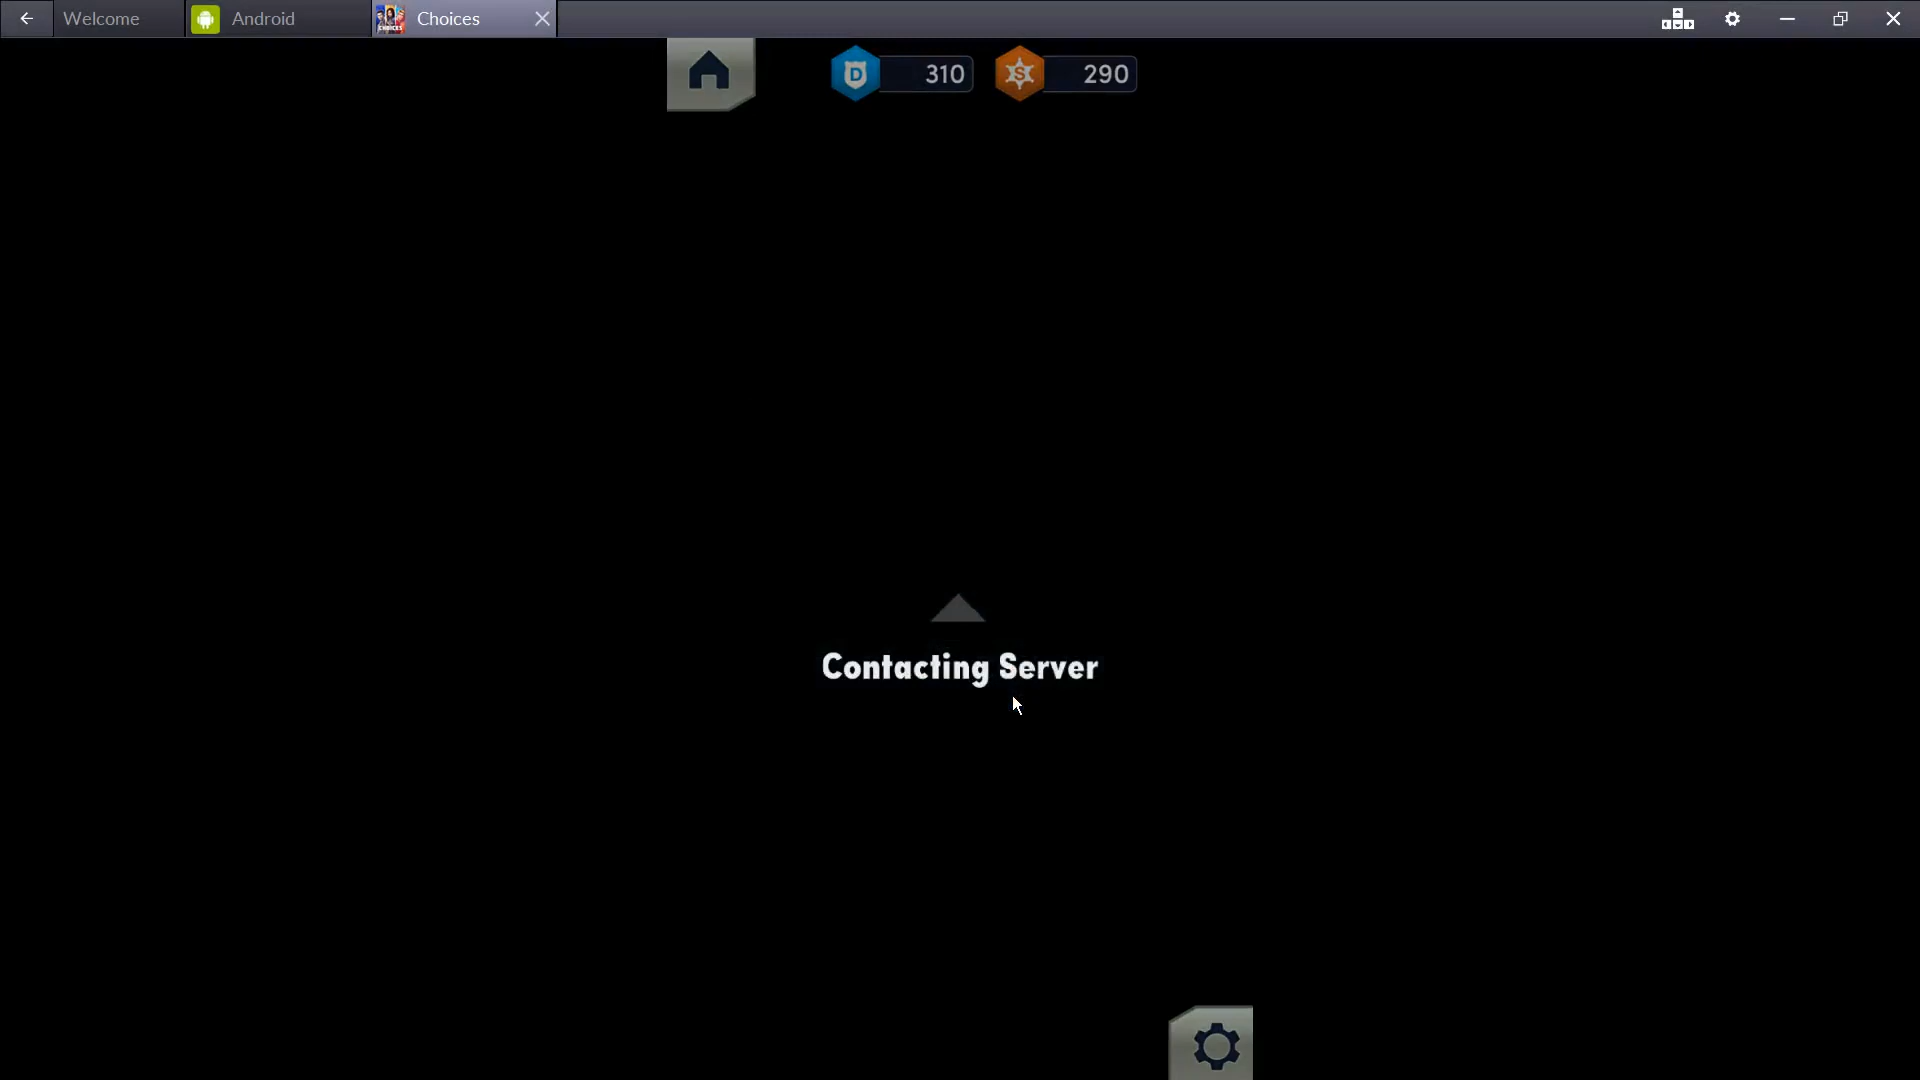 Welcome
Android
Choices
D 310
S 290
Contacting Server